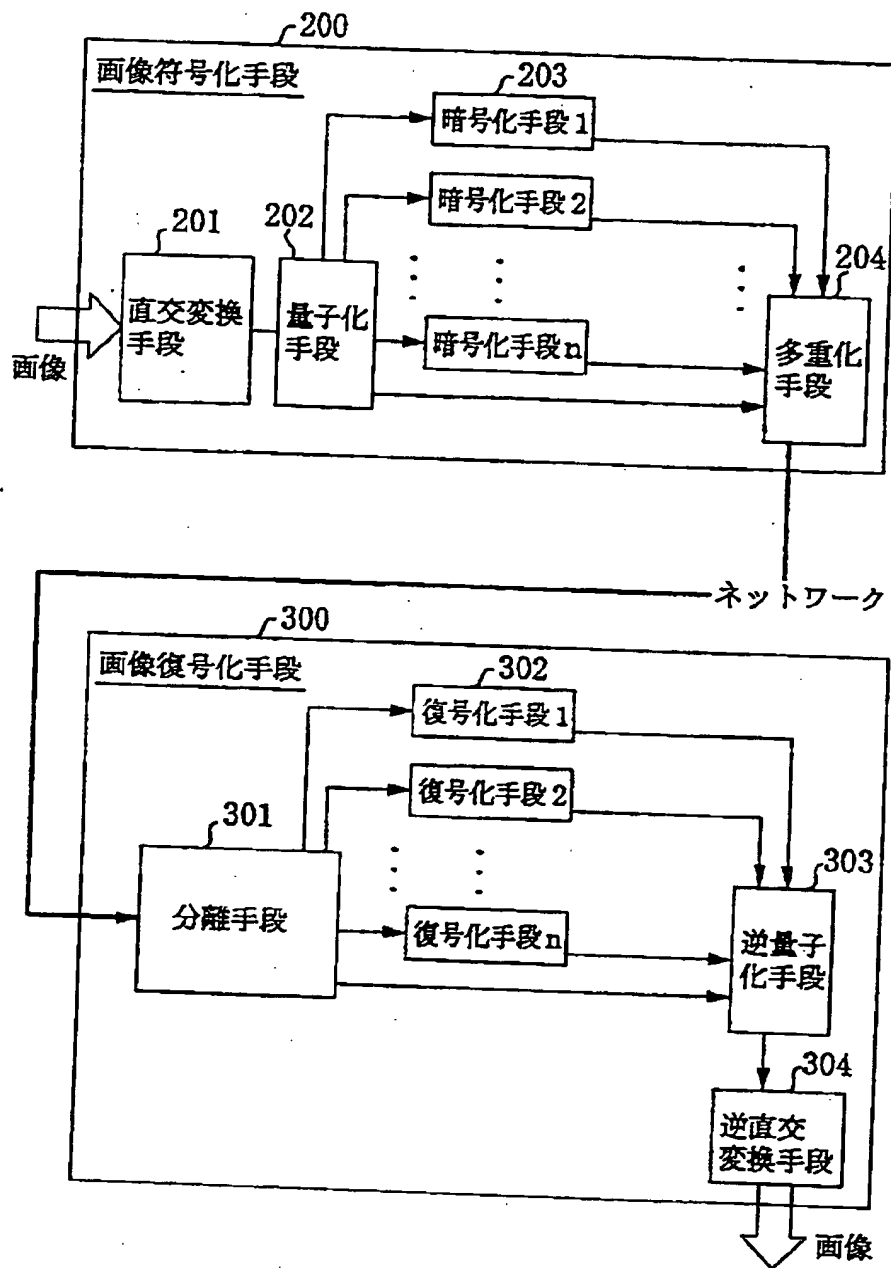 200
画像符号化手段
203
暗号化手段1
暗号化手段2
201
202
204
直交変換
手段
量子化
手段
暗号化手段n
多重化
手段
画像
ネットワーク
300
画像復号化手段
302
復号化手段1
復号化手段2
301
303
分離手段
復号化手段n
逆量子
化手段
304
逆直交
変換手段
画像